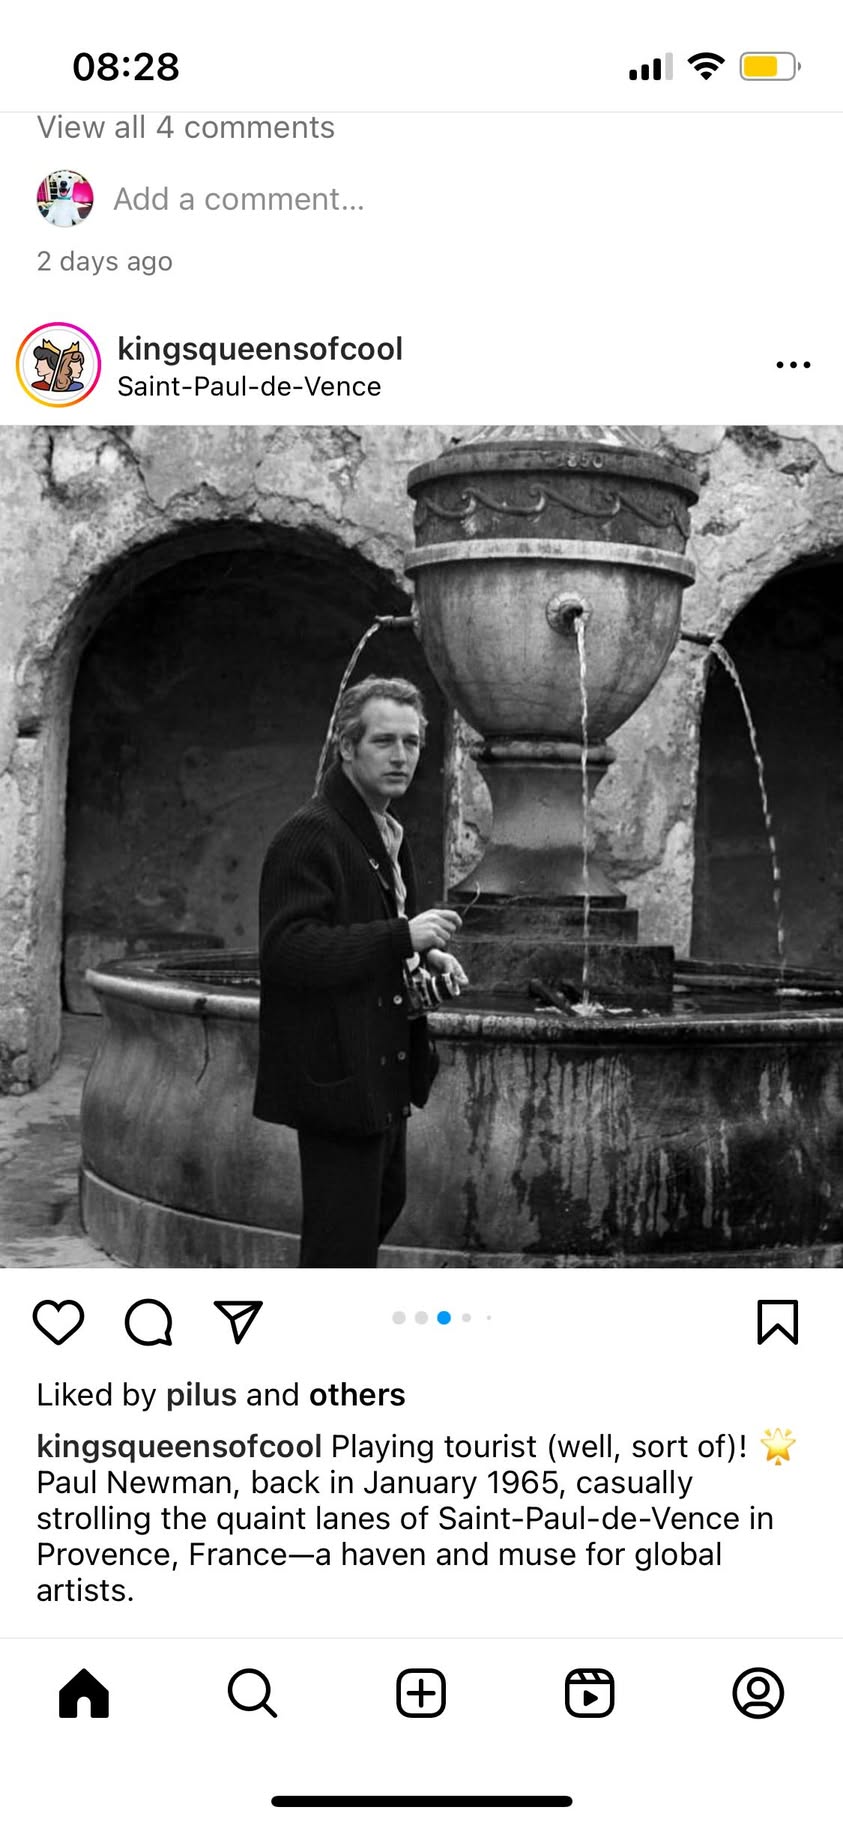 08:28
View all 4 comments
Add a comment...
2 days ago
kingsqueensofcool
Saint-Paul-de-Vence
1850
Liked by pilus and others
kingsqueensofcool Playing tourist (well, sort of)! 🌟
Paul Newman, back in January 1965, casually
strolling the quaint lanes of Saint-Paul-de-Vence in
Provence, France—a haven and muse for global
artists.